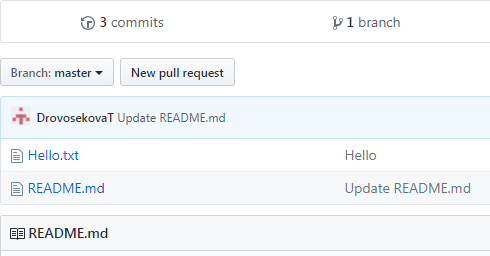 3 commits 1 branch
Branch: master New pull request
DrovosekovaT Update README.md
Hello.txt Hello
README.md Update README.md
README.md